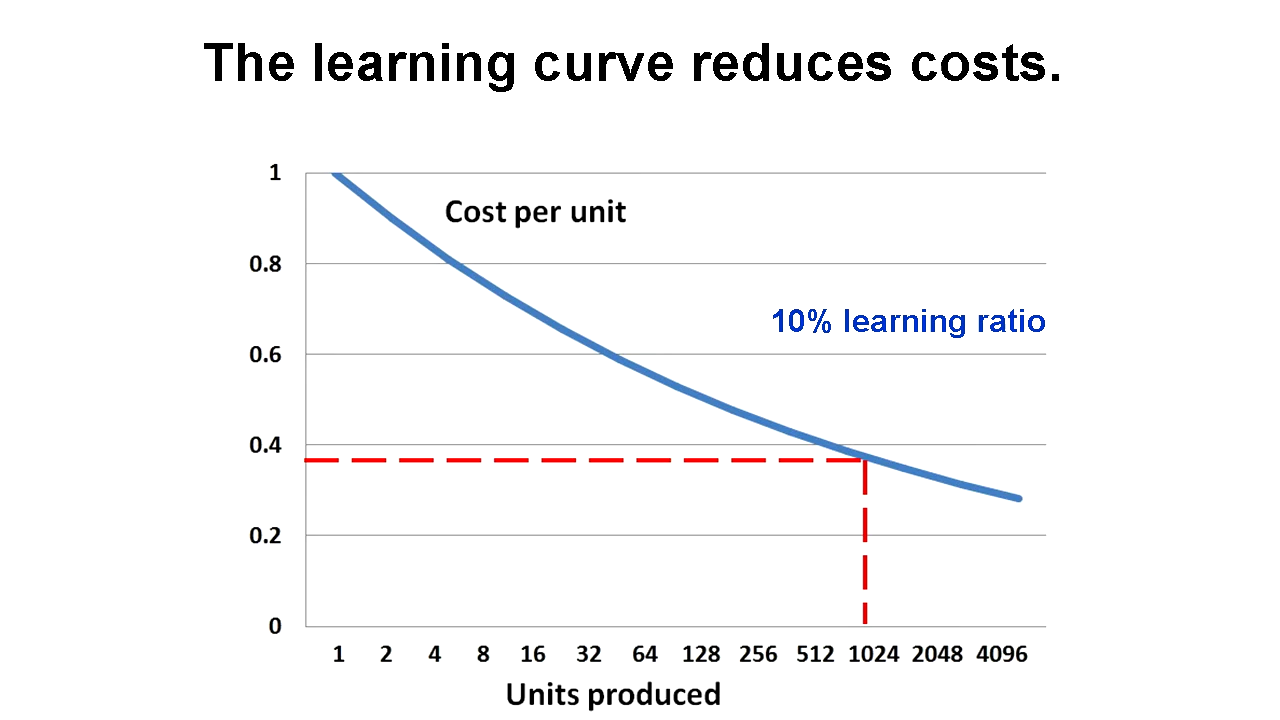 The learning curve reduces costs.
1
Cost per unit
0.8
10% learning ratio
0.6
0.4
0.2
0
1 2 4 8 16 32 64 128 256 512 1024 2048 4096
Units produced